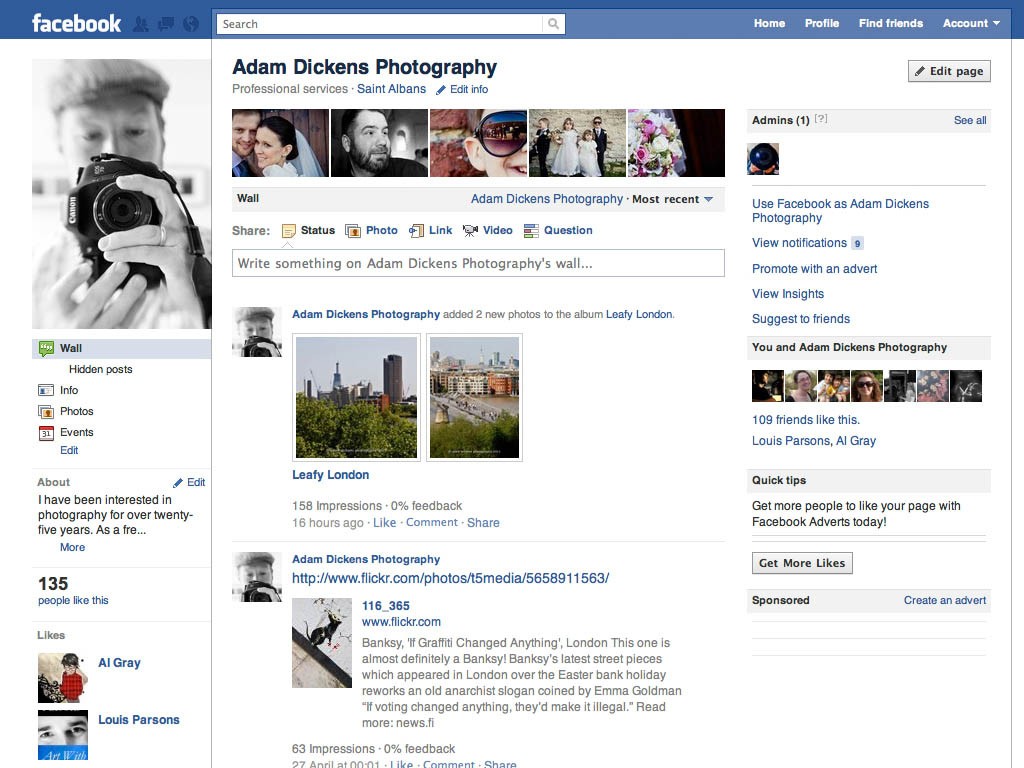 facebook
Search
Home Profile Find friends Account
Adam Dickens Photography
Professional services · Saint Albans Edit info
Edit page
Canon
Wall
Hidden posts
Info
Photos
31 Events
Edit
About Edit
I have been interested in
photography for over twenty-
five years. As a fre...
More
135
people like this
Likes
Al Gray
Louis Parsons
Art With
Wall Adam Dickens Photography · Most recent
Share: Status Photo Link Video Question
Write something on Adam Dickens Photography's wall...
Adam Dickens Photography added 2 new photos to the album Leafy London.
Leafy London
158 Impressions · 0% feedback
16 hours ago · Like · Comment · Share
Adam Dickens Photography
http://www.flickr.com/photos/t5media/5658911563/
116_365
www.flickr.com
Banksy, 'If Graffiti Changed Anything', London This one is
almost definitely a Banksy! Banksy's latest street pieces
which appeared in London over the Easter bank holiday
reworks an old anarchist slogan coined by Emma Goldman
"If voting changed anything, they'd make it illegal." Read
more: news.fi
63 Impressions · 0% feedback
27 April at 00:01 · Like · Comment · Share
Admins (1) [?] See all
Use Facebook as Adam Dickens
Photography
View notifications 9
Promote with an advert
View Insights
Suggest to friends
You and Adam Dickens Photography
109 friends like this.
Louis Parsons, Al Gray
Quick tips
Get more people to like your page with
Facebook Adverts today!
Get More Likes
Sponsored Create an advert